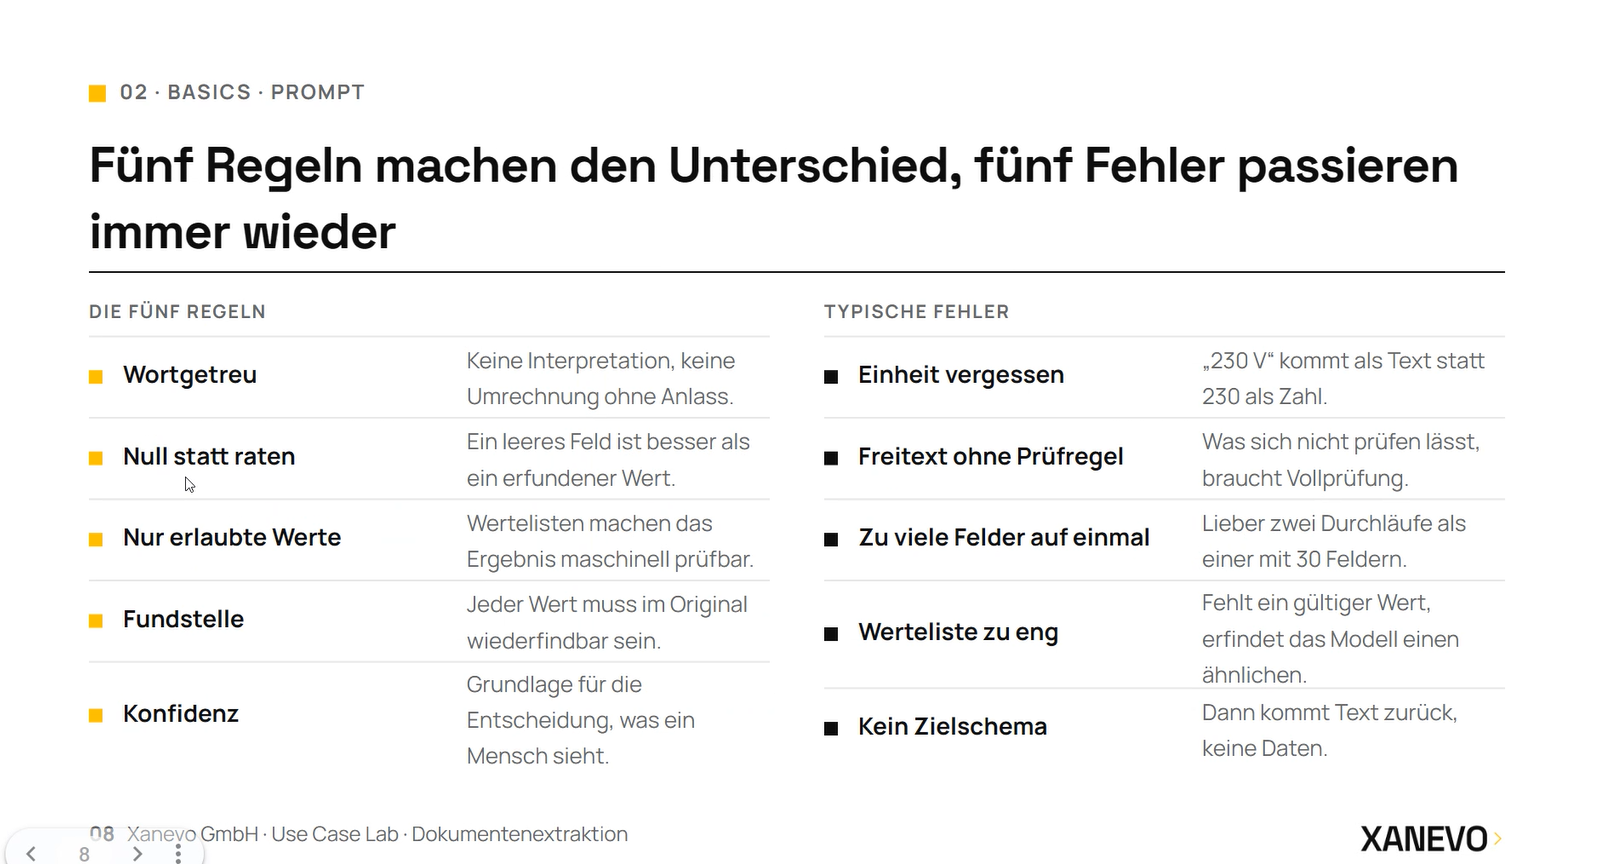 02 · BASICS · PROMPT
Fünf Regeln machen den Unterschied, fünf Fehler passieren
immer wieder
DIE FÜNF REGELN
Wortgetreu
Keine Interpretation, keine
Umrechnung ohne Anlass.
Null statt raten
Ein leeres Feld ist besser als
ein erfundener Wert.
Nur erlaubte Werte
Wertelisten machen das
Ergebnis maschinell prüfbar.
Fundstelle
Jeder Wert muss im Original
wiederfindbar sein.
Konfidenz
Grundlage für die
Entscheidung, was ein
Mensch sieht.
TYPISCHE FEHLER
Einheit vergessen
„230 V“ kommt als Text statt
230 als Zahl.
Freitext ohne Prüfregel
Was sich nicht prüfen lässt,
braucht Vollprüfung.
Zu viele Felder auf einmal
Lieber zwei Durchläufe als
einer mit 30 Feldern.
Werteliste zu eng
Fehlt ein gültiger Wert,
erfindet das Modell einen
ähnlichen.
Kein Zielschema
Dann kommt Text zurück,
keine Daten.
08 Xanevo GmbH · Use Case Lab · Dokumentenextraktion
XANEVO
8